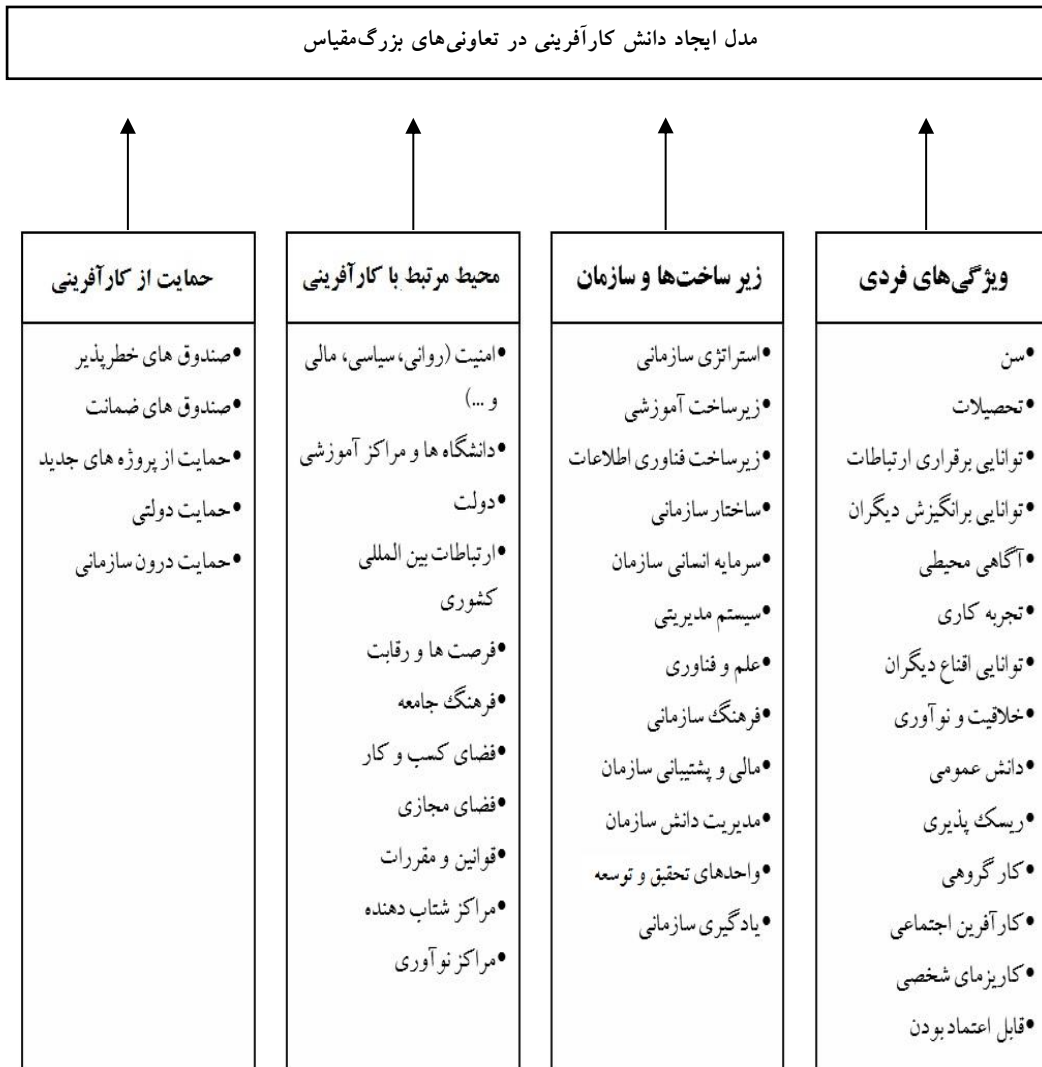 مدل ایجاد دانش کارآفرینی در تعاونی‌های بزرگ‌مقیاس
ویژگی‌های فردی
•سن
•تحصیلات
•توانایی برقراری ارتباطات
•توانایی برانگیزش دیگران
•آگاهی محیطی
•تجربه کاری
•توانایی اقناع دیگران
•خلاقیت و نوآوری
•دانش عمومی
•ریسک پذیری
•کار گروهی
•کارآفرین اجتماعی
•کاریزمای شخصی
•قابل اعتماد بودن
زیر ساخت‌ها و سازمان
•استراتژی سازمانی
•زیرساخت آموزشی
•زیرساخت فناوری اطلاعات
•ساختار سازمانی
•سرمایه انسانی سازمان
•سیستم مدیریتی
•علم و فناوری
•فرهنگ سازمانی
•مالی و پشتیبانی سازمان
•مدیریت دانش سازمان
•واحدهای تحقیق و توسعه
•یادگیری سازمانی
محیط مرتبط با کارآفرینی
•امنیت (روانی، سیاسی، مالی
و ...)
•دانشگاه ها و مراکز آموزشی
•دولت
•ارتباطات بین المللی
کشوری
•فرصت ها و رقابت
•فرهنگ جامعه
•فضای کسب و کار
•فضای مجازی
•قوانین و مقررات
•مراکز شتاب دهنده
•مراکز نوآوری
حمایت از کارآفرینی
•صندوق های خطرپذیر
•صندوق های ضمانت
•حمایت از پروژه های جدید
•حمایت دولتی
•حمایت درون سازمانی